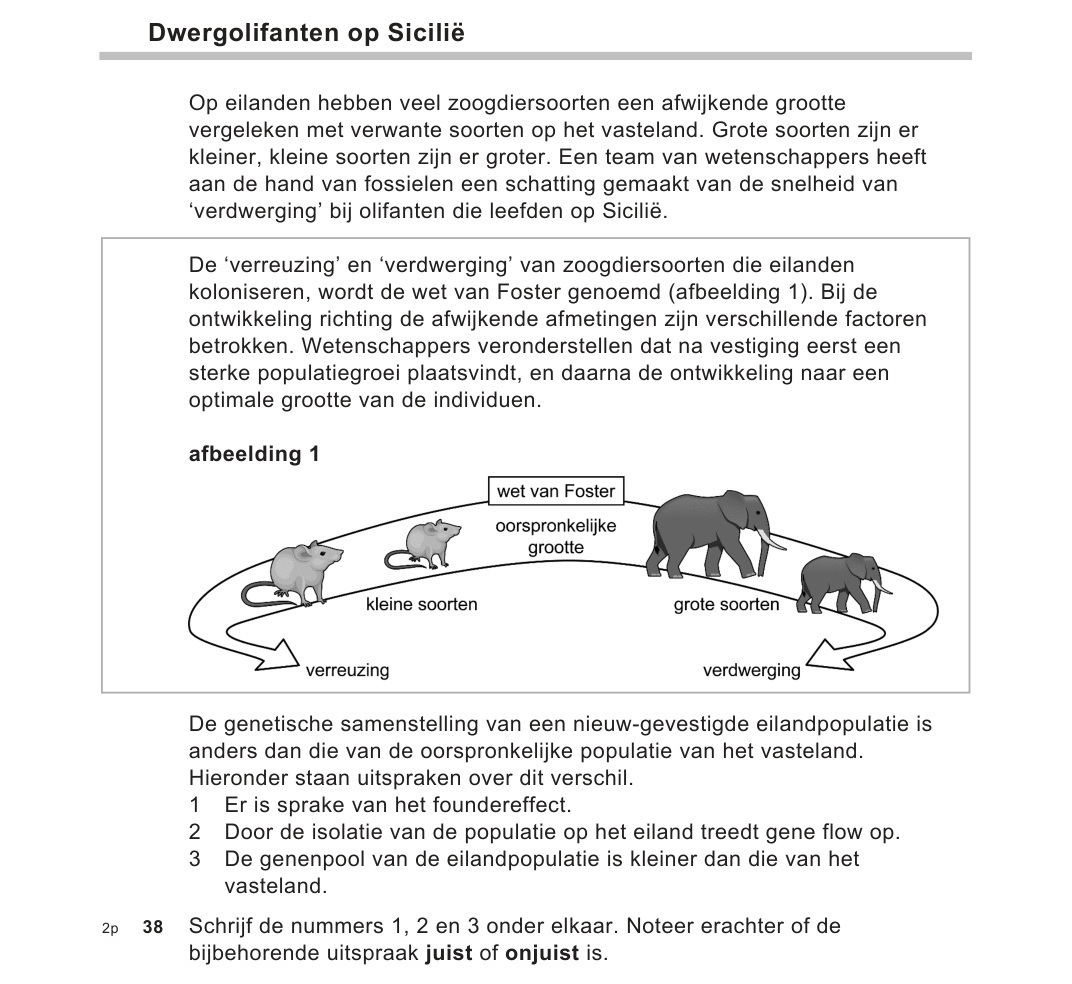 Dwergolifanten op Sicilië
Op eilanden hebben veel zoogdiersoorten een afwijkende grootte
vergeleken met verwante soorten op het vasteland. Grote soorten zijn er
kleiner, kleine soorten zijn er groter. Een team van wetenschappers heeft
aan de hand van fossielen een schatting gemaakt van de snelheid van
‘verdwerging’ bij olifanten die leefden op Sicilië.
De ‘verreuzing’ en ‘verdwerging’ van zoogdiersoorten die eilanden
koloniseren, wordt de wet van Foster genoemd (afbeelding 1). Bij de
ontwikkeling richting de afwijkende afmetingen zijn verschillende factoren
betrokken. Wetenschappers veronderstellen dat na vestiging eerst een
sterke populatiegroei plaatsvindt, en daarna de ontwikkeling naar een
optimale grootte van de individuen.
afbeelding 1
wet van Foster
oorspronkelijke
grootte
kleine soorten
grote soorten
verreuzing
verdwerging
De genetische samenstelling van een nieuw-gevestigde eilandpopulatie is
anders dan die van de oorspronkelijke populatie van het vasteland.
Hieronder staan uitspraken over dit verschil.
1 Er is sprake van het foundereffect.
2 Door de isolatie van de populatie op het eiland treedt gene flow op.
3 De genenpool van de eilandpopulatie is kleiner dan die van het
vasteland.
2p 38 Schrijf de nummers 1, 2 en 3 onder elkaar. Noteer erachter of de
bijbehorende uitspraak juist of onjuist is.